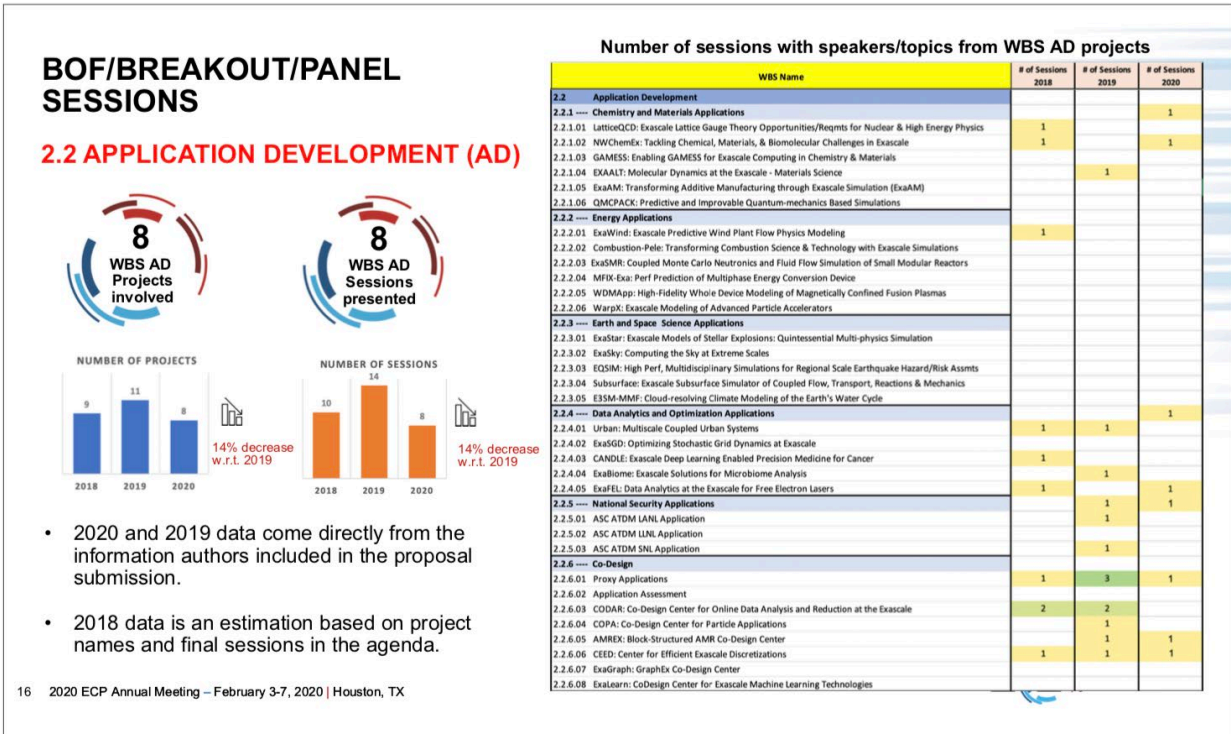 BOF/BREAKOUT/PANEL
SESSIONS
2.2 APPLICATION DEVELOPMENT (AD)
8
WBS AD
Projects
involved
8
WBS AD
Sessions
presented
NUMBER OF PROJECTS
9
11
8
2018
2019
2020
14% decrease
w.r.t. 2019
NUMBER OF SESSIONS
10
14
8
2018
2019
2020
14% decrease
w.r.t. 2019
• 2020 and 2019 data come directly from the
information authors included in the proposal
submission.
• 2018 data is an estimation based on project
names and final sessions in the agenda.
Number of sessions with speakers/topics from WBS AD projects
WBS Name # of Sessions 2018 # of Sessions 2019 # of Sessions 2020
2.2 Application Development
2.2.1 ---- Chemistry and Materials Applications 1
2.2.1.01 LatticeQCD: Exascale Lattice Gauge Theory Opportunities/Reqmts for Nuclear & High Energy Physics 1
2.2.1.02 NWChemEx: Tackling Chemical, Materials, & Biomolecular Challenges in Exascale 1 1
2.2.1.03 GAMESS: Enabling GAMESS for Exascale Computing in Chemistry & Materials
2.2.1.04 EXAALT: Molecular Dynamics at the Exascale - Materials Science 1
2.2.1.05 ExaAM: Transforming Additive Manufacturing through Exascale Simulation (ExaAM)
2.2.1.06 QMCPACK: Predictive and Improvable Quantum-mechanics Based Simulations
2.2.2 ---- Energy Applications
2.2.2.01 ExaWind: Exascale Predictive Wind Plant Flow Physics Modeling 1
2.2.2.02 Combustion-Pele: Transforming Combustion Science & Technology with Exascale Simulations
2.2.2.03 ExaSMR: Coupled Monte Carlo Neutronics and Fluid Flow Simulation of Small Modular Reactors
2.2.2.04 MFIX-Exa: Perf Prediction of Multiphase Energy Conversion Device
2.2.2.05 WDMApp: High-Fidelity Whole Device Modeling of Magnetically Confined Fusion Plasmas
2.2.2.06 WarpX: Exascale Modeling of Advanced Particle Accelerators
2.2.3 ---- Earth and Space Science Applications
2.2.3.01 ExaStar: Exascale Models of Stellar Explosions: Quintessential Multi-physics Simulation
2.2.3.02 ExaSky: Computing the Sky at Extreme Scales
2.2.3.03 EQSIM: High Perf, Multidisciplinary Simulations for Regional Scale Earthquake Hazard/Risk Assmts
2.2.3.04 Subsurface: Exascale Subsurface Simulator of Coupled Flow, Transport, Reactions & Mechanics
2.2.3.05 E3SM-MMF: Cloud-resolving Climate Modeling of the Earth's Water Cycle
2.2.4 ---- Data Analytics and Optimization Applications 1
2.2.4.01 Urban: Multiscale Coupled Urban Systems 1 1
2.2.4.02 ExaSGD: Optimizing Stochastic Grid Dynamics at Exascale
2.2.4.03 CANDLE: Exascale Deep Learning Enabled Precision Medicine for Cancer 1
2.2.4.04 ExaBiome: Exascale Solutions for Microbiome Analysis 1
2.2.4.05 ExaFEL: Data Analytics at the Exascale for Free Electron Lasers 1 1
2.2.5 ---- National Security Applications 1 1
2.2.5.01 ASC ATDM LANL Application 1
2.2.5.02 ASC ATDM LLNL Application
2.2.5.03 ASC ATDM SNL Application 1
2.2.6 ---- Co-Design
2.2.6.01 Proxy Applications 1 3 1
2.2.6.02 Application Assessment
2.2.6.03 CODAR: Co-Design Center for Online Data Analysis and Reduction at the Exascale 2 2
2.2.6.04 COPA: Co-Design Center for Particle Applications 1
2.2.6.05 AMREX: Block-Structured AMR Co-Design Center 1 1
2.2.6.06 CEED: Center for Efficient Exascale Discretizations 1 1 1
2.2.6.07 ExaGraph: GraphEx Co-Design Center
2.2.6.08 ExaLearn: CoDesign Center for Exascale Machine Learning Technologies
16 2020 ECP Annual Meeting – February 3-7, 2020 | Houston, TX